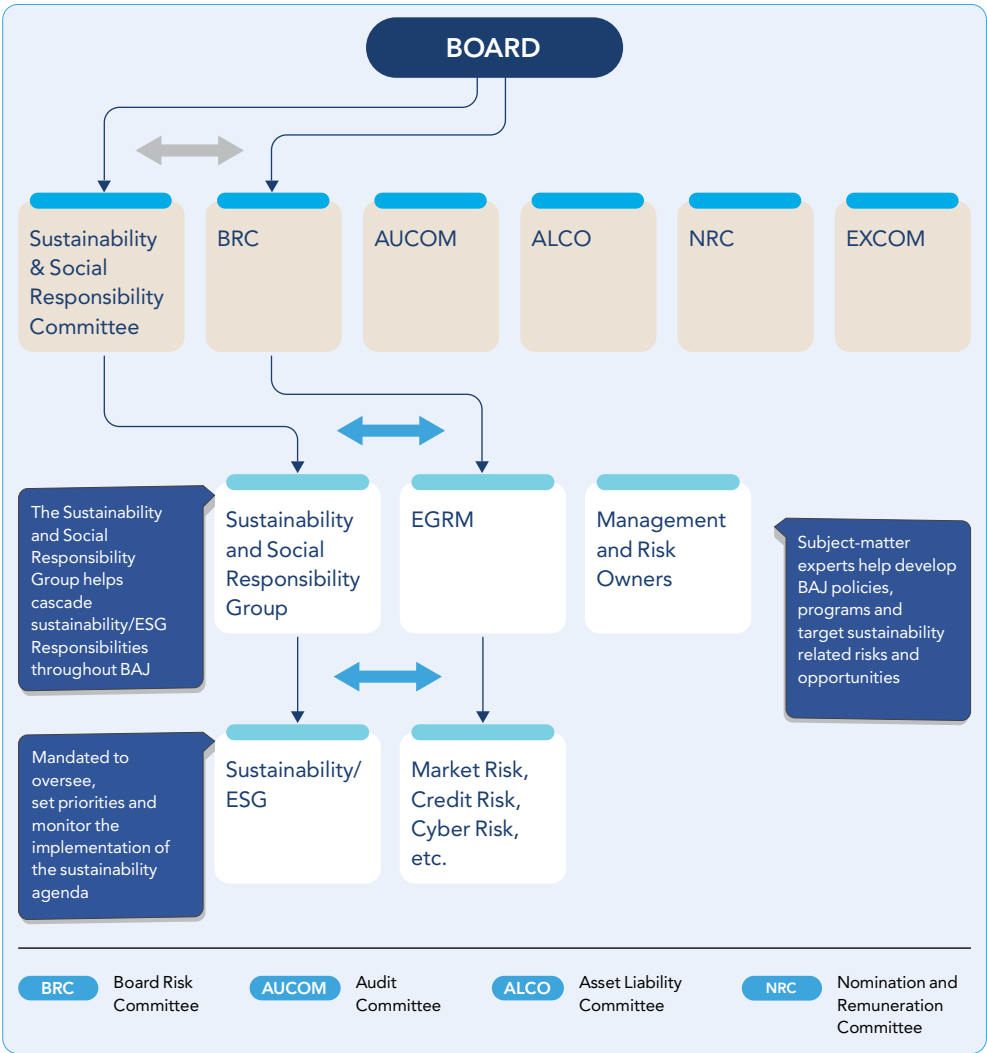 BOARD
Sustainability
& Social
Responsibility
Committee
BRC
AUCOM
ALCO
NRC
EXCOM
The Sustainability
and Social
Responsibility
Group helps
cascade
sustainability/ESG
Responsibilities
throughout BAJ
Sustainability
and Social
Responsibility
Group
EGRM
Management
and Risk
Owners
Subject-matter
experts help develop
BAJ policies,
programs and
target sustainability
related risks and
opportunities
Mandated to
oversee,
set priorities and
monitor the
implementation of
the sustainability
agenda
Sustainability/
ESG
Market Risk,
Credit Risk,
Cyber Risk,
etc.
BRC
Board Risk
Committee
AUCOM
Audit
Committee
ALCO
Asset Liability
Committee
NRC
Nomination and
Remuneration
Committee